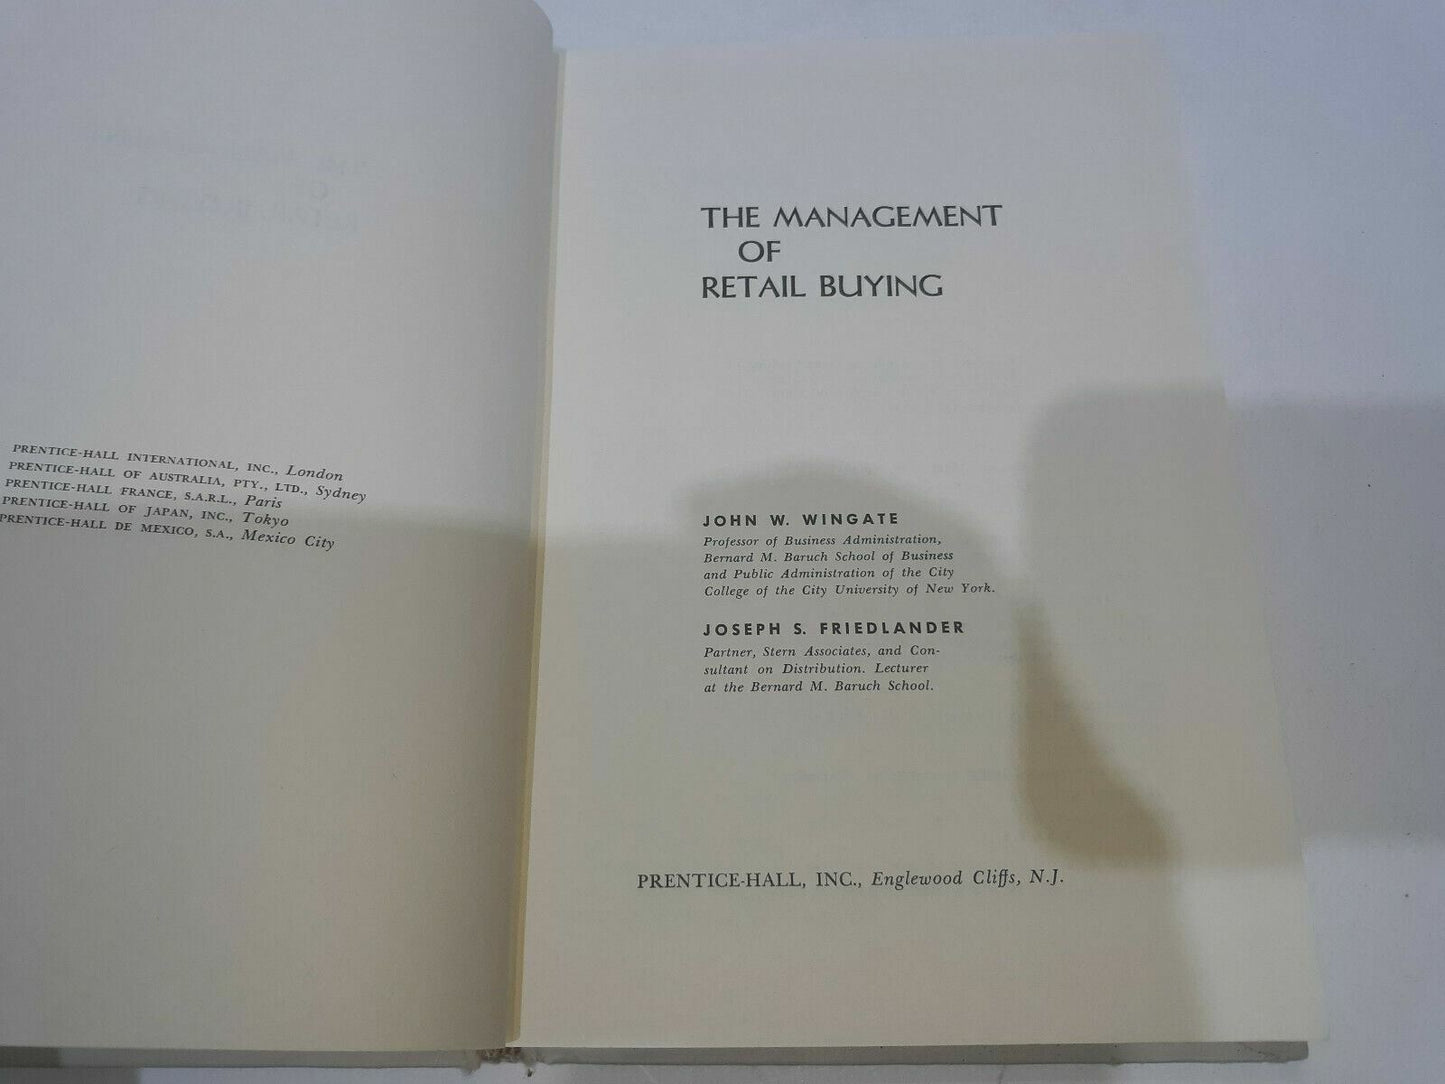 PRENTICE-HALL INTERNATIONAL, INC., London
PRENTICE-HALL OF AUSTRALIA, PTY., LTD., Sydney
PRENTICE-HALL FRANCE, S.A.R.L., Paris
PRENTICE-HALL OF JAPAN, INC., Tokyo
PRENTICE-HALL DE MEXICO, S.A., Mexico City
THE MANAGEMENT
OF
RETAIL BUYING
JOHN W. WINGATE
Professor of Business Administration,
Bernard M. Baruch School of Business
and Public Administration of the City
College of the City University of New York.
JOSEPH S. FRIEDLANDER
Partner, Stern Associates, and Con-
sultant on Distribution. Lecturer
at the Bernard M. Baruch School.
PRENTICE-HALL, INC., Englewood Cliffs, N.J.